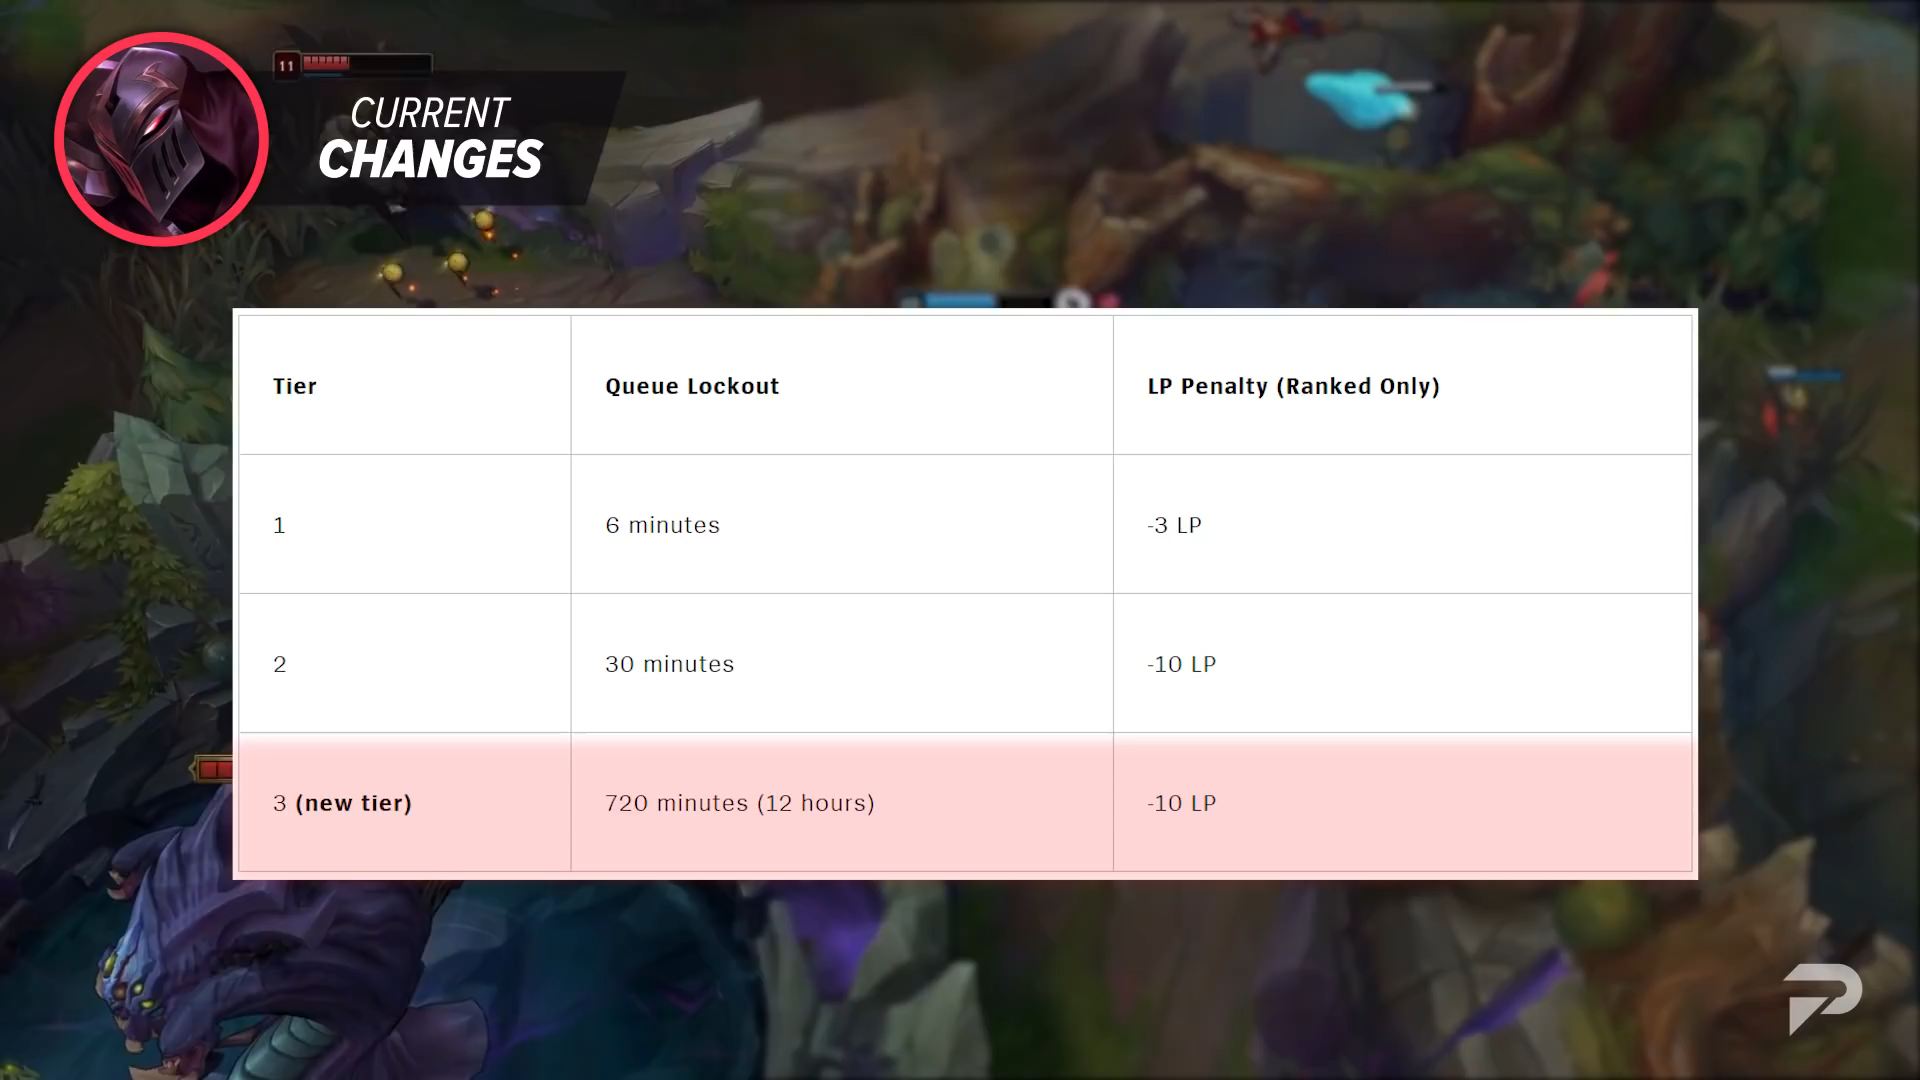 11
CURRENT
CHANGES
Tier Queue Lockout LP Penalty (Ranked Only)
1 6 minutes -3 LP
2 30 minutes -10 LP
3 (new tier) 720 minutes (12 hours) -10 LP